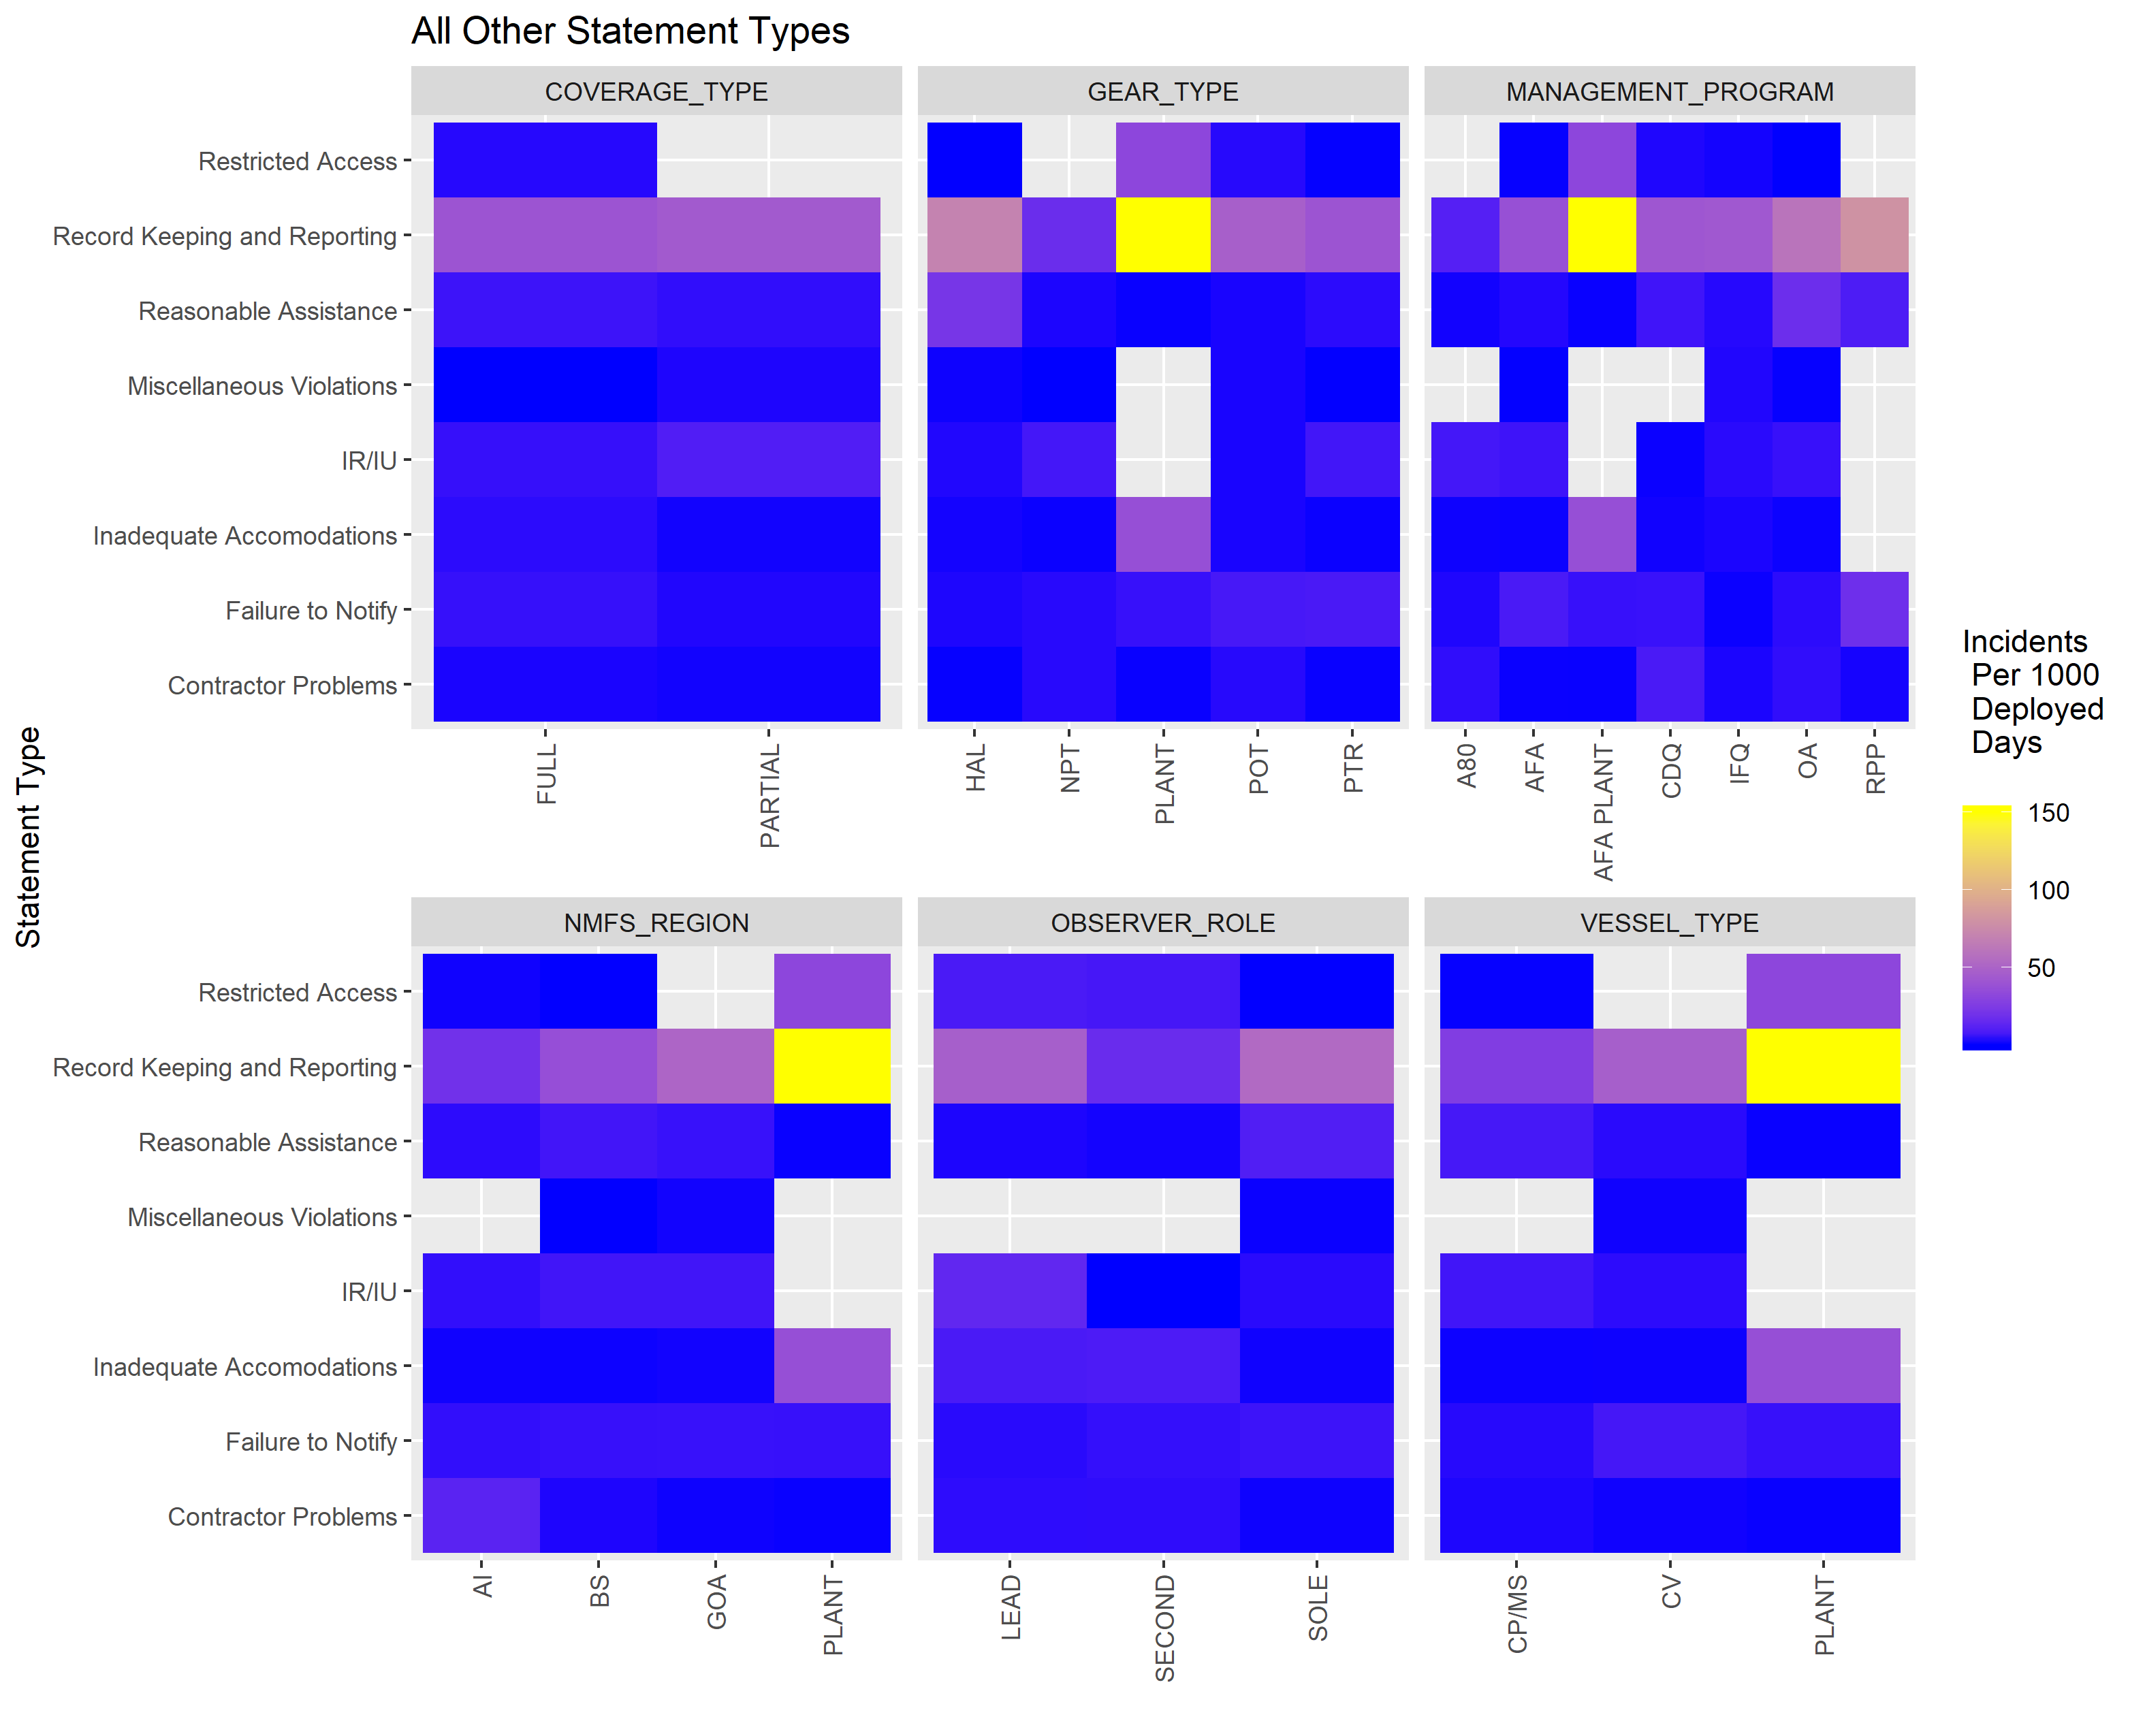 All Other Statement Types
COVERAGE_TYPE
GEAR_TYPE
MANAGEMENT_PROGRAM
Restricted Access
Record Keeping and Reporting
Reasonable Assistance
Miscellaneous Violations
IR/IU
Inadequate Accomodations
Failure to Notify
Contractor Problems
FULL
PARTIAL
HAL
NPT
PLANT
POT
PTR
A80
AFA
AFA PLANT
CDQ
IFQ
OA
RPP
Statement Type
NMFS_REGION
OBSERVER_ROLE
VESSEL_TYPE
Restricted Access
Record Keeping and Reporting
Reasonable Assistance
Miscellaneous Violations
IR/IU
Inadequate Accomodations
Failure to Notify
Contractor Problems
AI
BS
GOA
PLANT
LEAD
SECOND
SOLE
CP/MS
CV
PLANT
Incidents
Per 1000
Deployed
Days
150
100
50